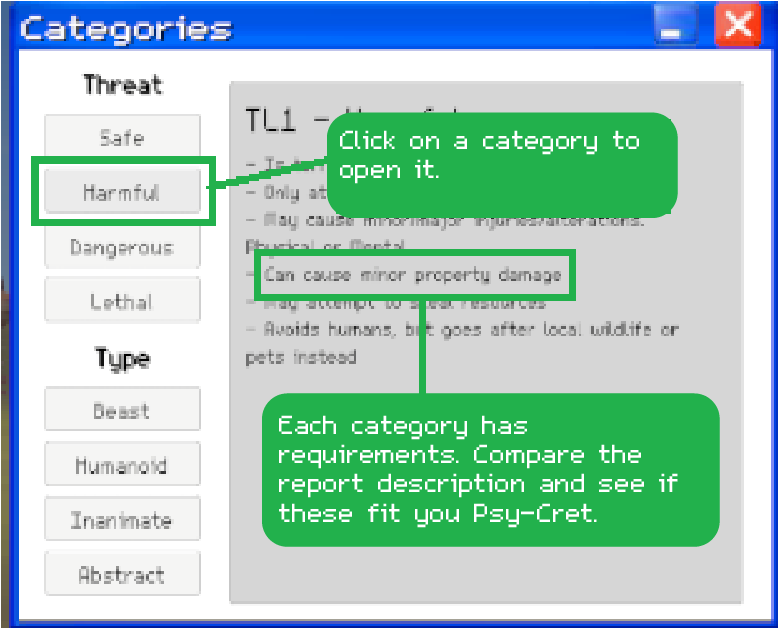 Categories
Threat
Safe
Harmful
Dangerous
Lethal
Type
Beast
Humanoid
Inanimate
Abstract
TL1 -
Click on a category to
open it.
- Only at
- May cause minor/major injuries/alterations.
Physical or Mental
- Can cause minor property damage
- May attempt to steal resources
- Avoids humans, but goes after local wildlife or
pets instead
Each category has
requirements. Compare the
report description and see if
these fit you Psy-Cret.